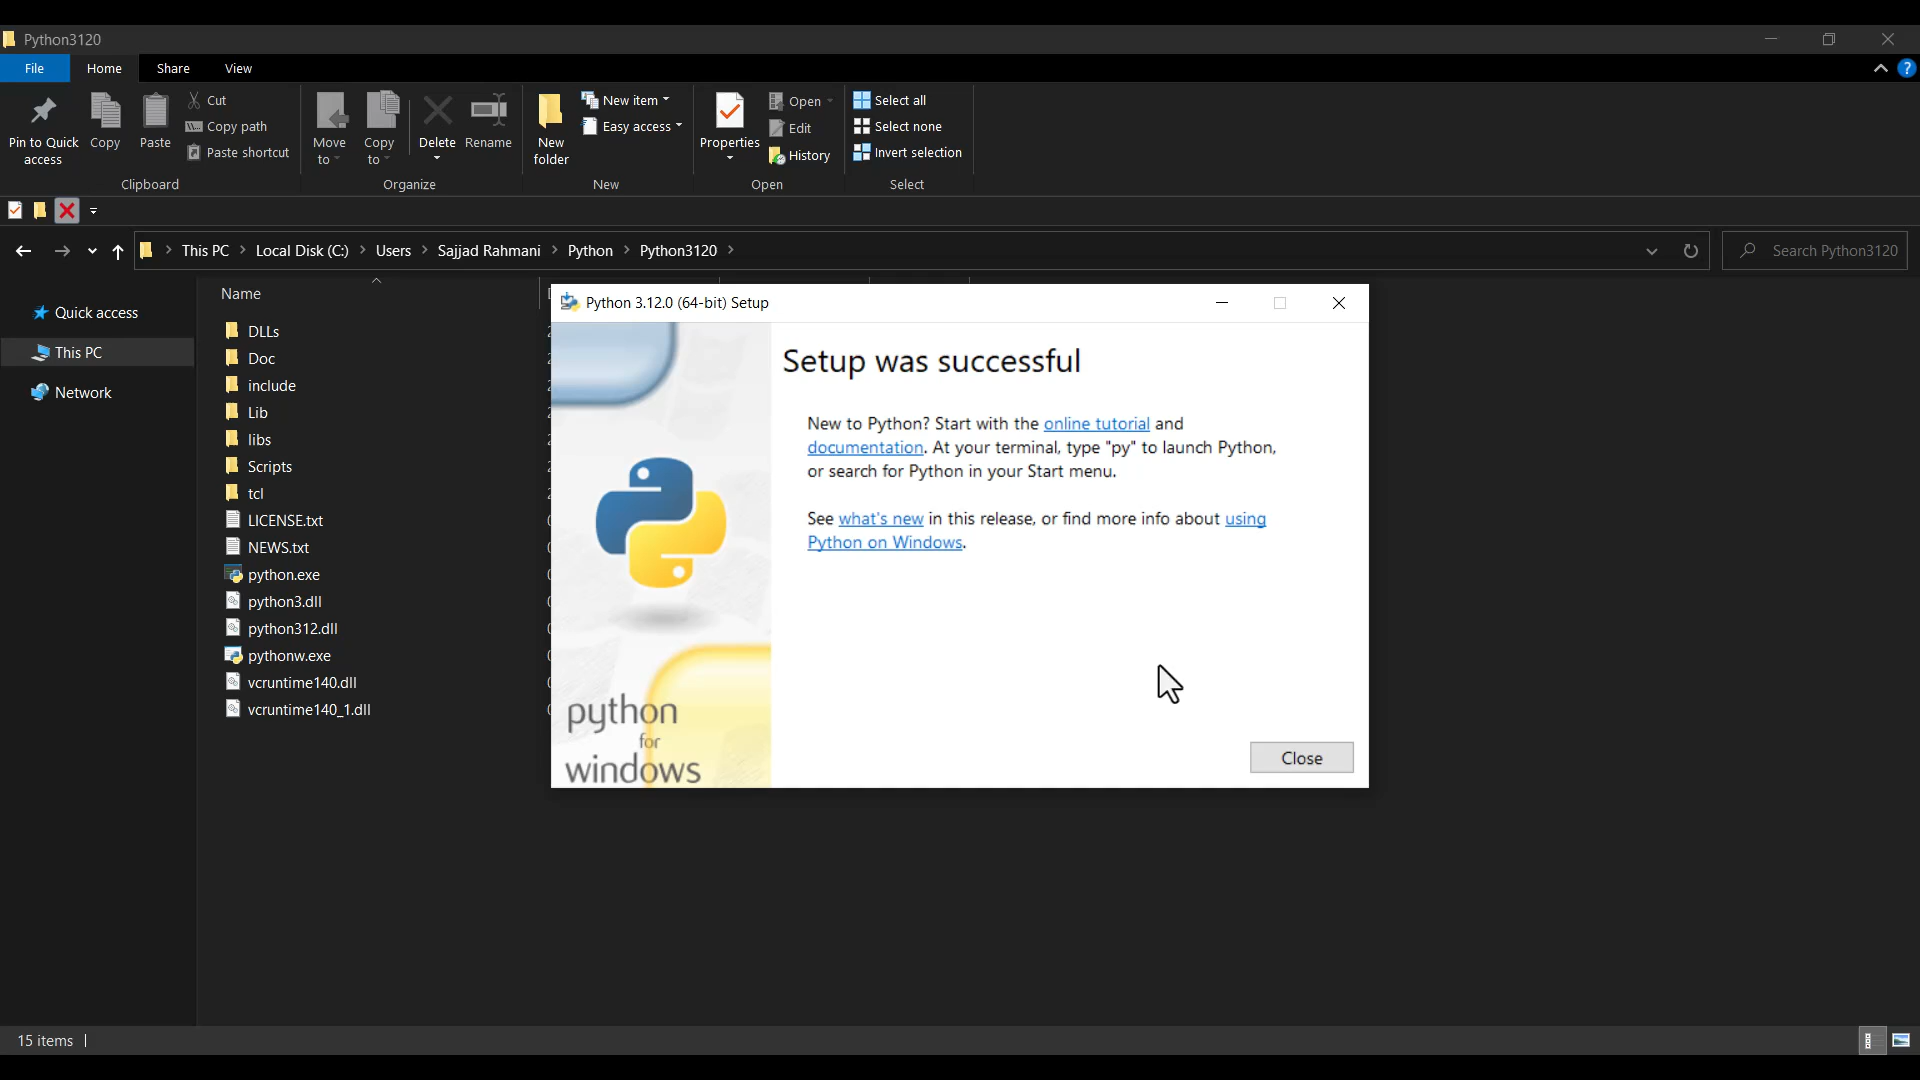 Python3120
File Home Share View
Pin to Quick access
Copy
Paste
Cut
Copy path
Paste shortcut
Move to
Copy to
Delete
Rename
New folder
New item
Easy access
Properties
Open
Edit
History
Select all
Select none
Invert selection
Clipboard Organize New Open Select
This PC Local Disk (C:) Users Sajjad Rahmani Python Python3120
Search Python3120
Quick access
This PC
Network
Name
DLLs
Doc
include
Lib
libs
Scripts
tcl
LICENSE.txt
NEWS.txt
python.exe
python3.dll
python312.dll
pythonw.exe
vcruntime140.dll
vcruntime140_1.dll
Python 3.12.0 (64-bit) Setup
Setup was successful
New to Python? Start with the online tutorial and
documentation. At your terminal, type "py" to launch Python,
or search for Python in your Start menu.
See what's new in this release, or find more info about using
Python on Windows.
python
for
windows
Close
15 items